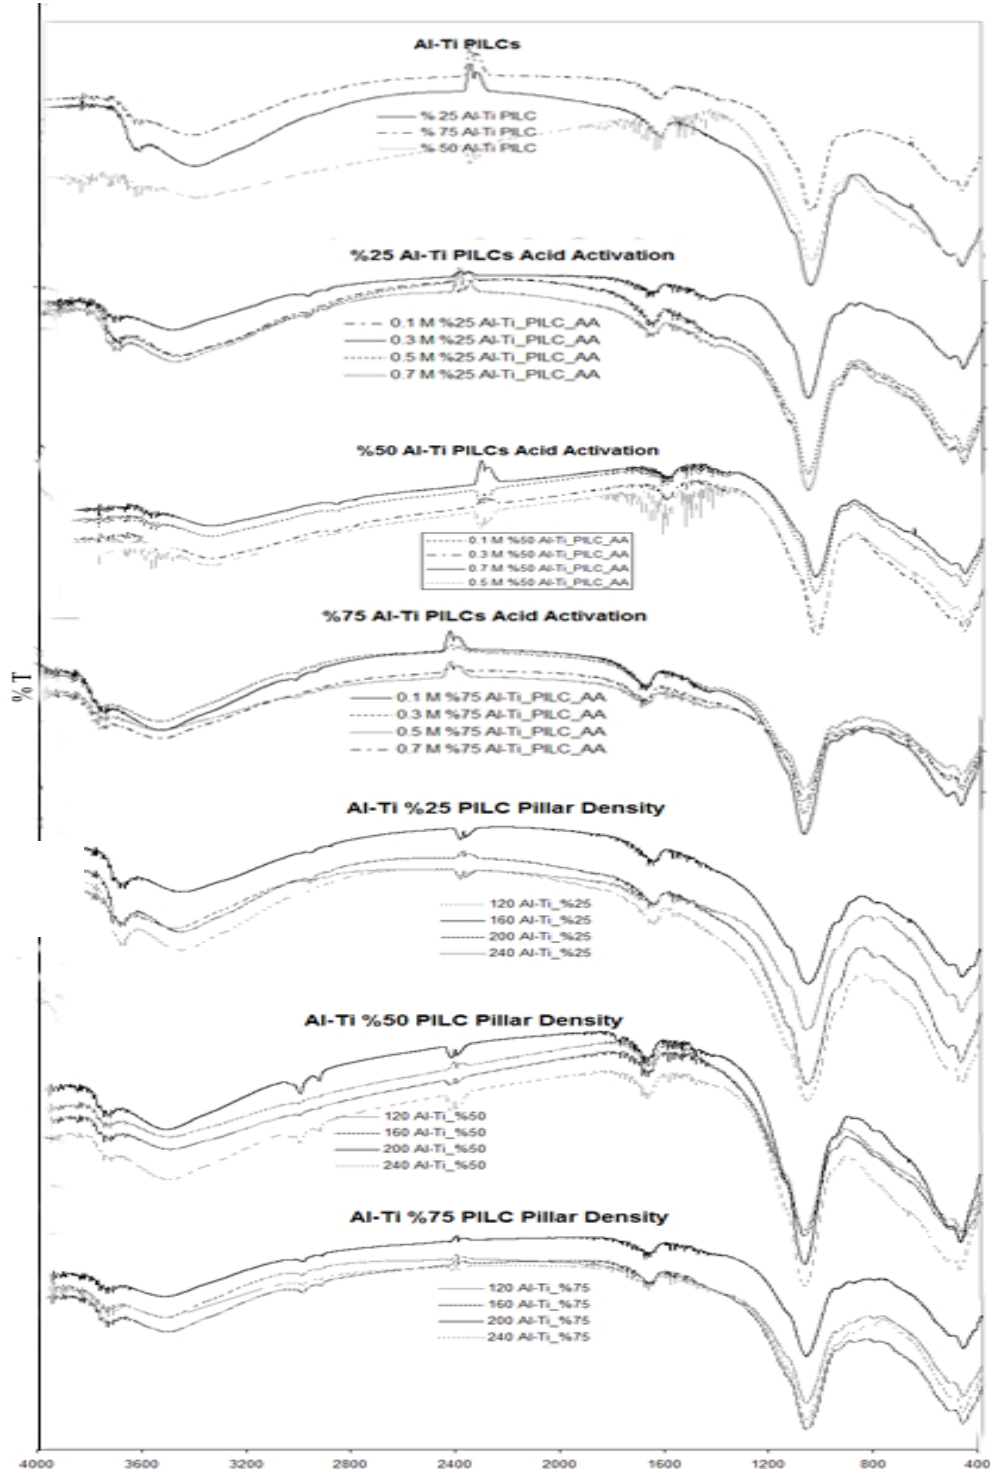 Al-Ti PILCs
% 25 Al-Ti PILC
% 75 Al-Ti PILC
% 50 Al-Ti PILC
%25 Al-Ti PILCs Acid Activation
0.1 M %25 Al-Ti_PILC_AA
0.3 M %25 Al-Ti_PILC_AA
0.5 M %25 Al-Ti_PILC_AA
0.7 M %25 Al-Ti_PILC_AA
%50 Al-Ti PILCs Acid Activation
0.1 M %50 Al-Ti_PILC_AA
0.3 M %50 Al-Ti_PILC_AA
0.7 M %50 Al-Ti_PILC_AA
0.5 M %50 Al-Ti_PILC_AA
%75 Al-Ti PILCs Acid Activation
% T
0.1 M %75 Al-Ti_PILC_AA
0.3 M %75 Al-Ti_PILC_AA
0.5 M %75 Al-Ti_PILC_AA
0.7 M %75 Al-Ti_PILC_AA
Al-Ti %25 PILC Pillar Density
120 Al-Ti_%25
160 Al-Ti_%25
200 Al-Ti_%25
240 Al-Ti_%25
Al-Ti %50 PILC Pillar Density
120 Al-Ti_%50
160 Al-Ti_%50
200 Al-Ti_%50
240 Al-Ti_%50
Al-Ti %75 PILC Pillar Density
120 Al-Ti_%75
160 Al-Ti_%75
200 Al-Ti_%75
240 Al-Ti_%75
4000 3600 3200 2800 2400 2000 1600 1200 800 400